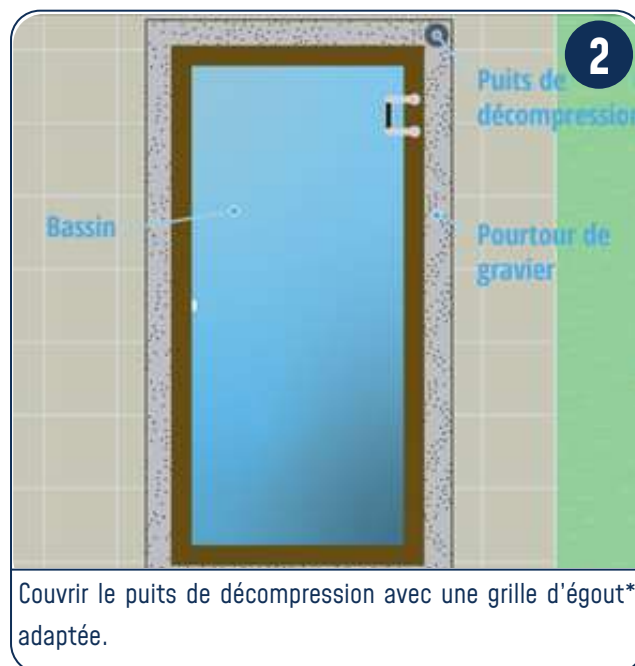 2
Puits de
décompression
Bassin
Pourtour de
gravier
Couvrir le puits de décompression avec une grille d'égout*
adaptée.